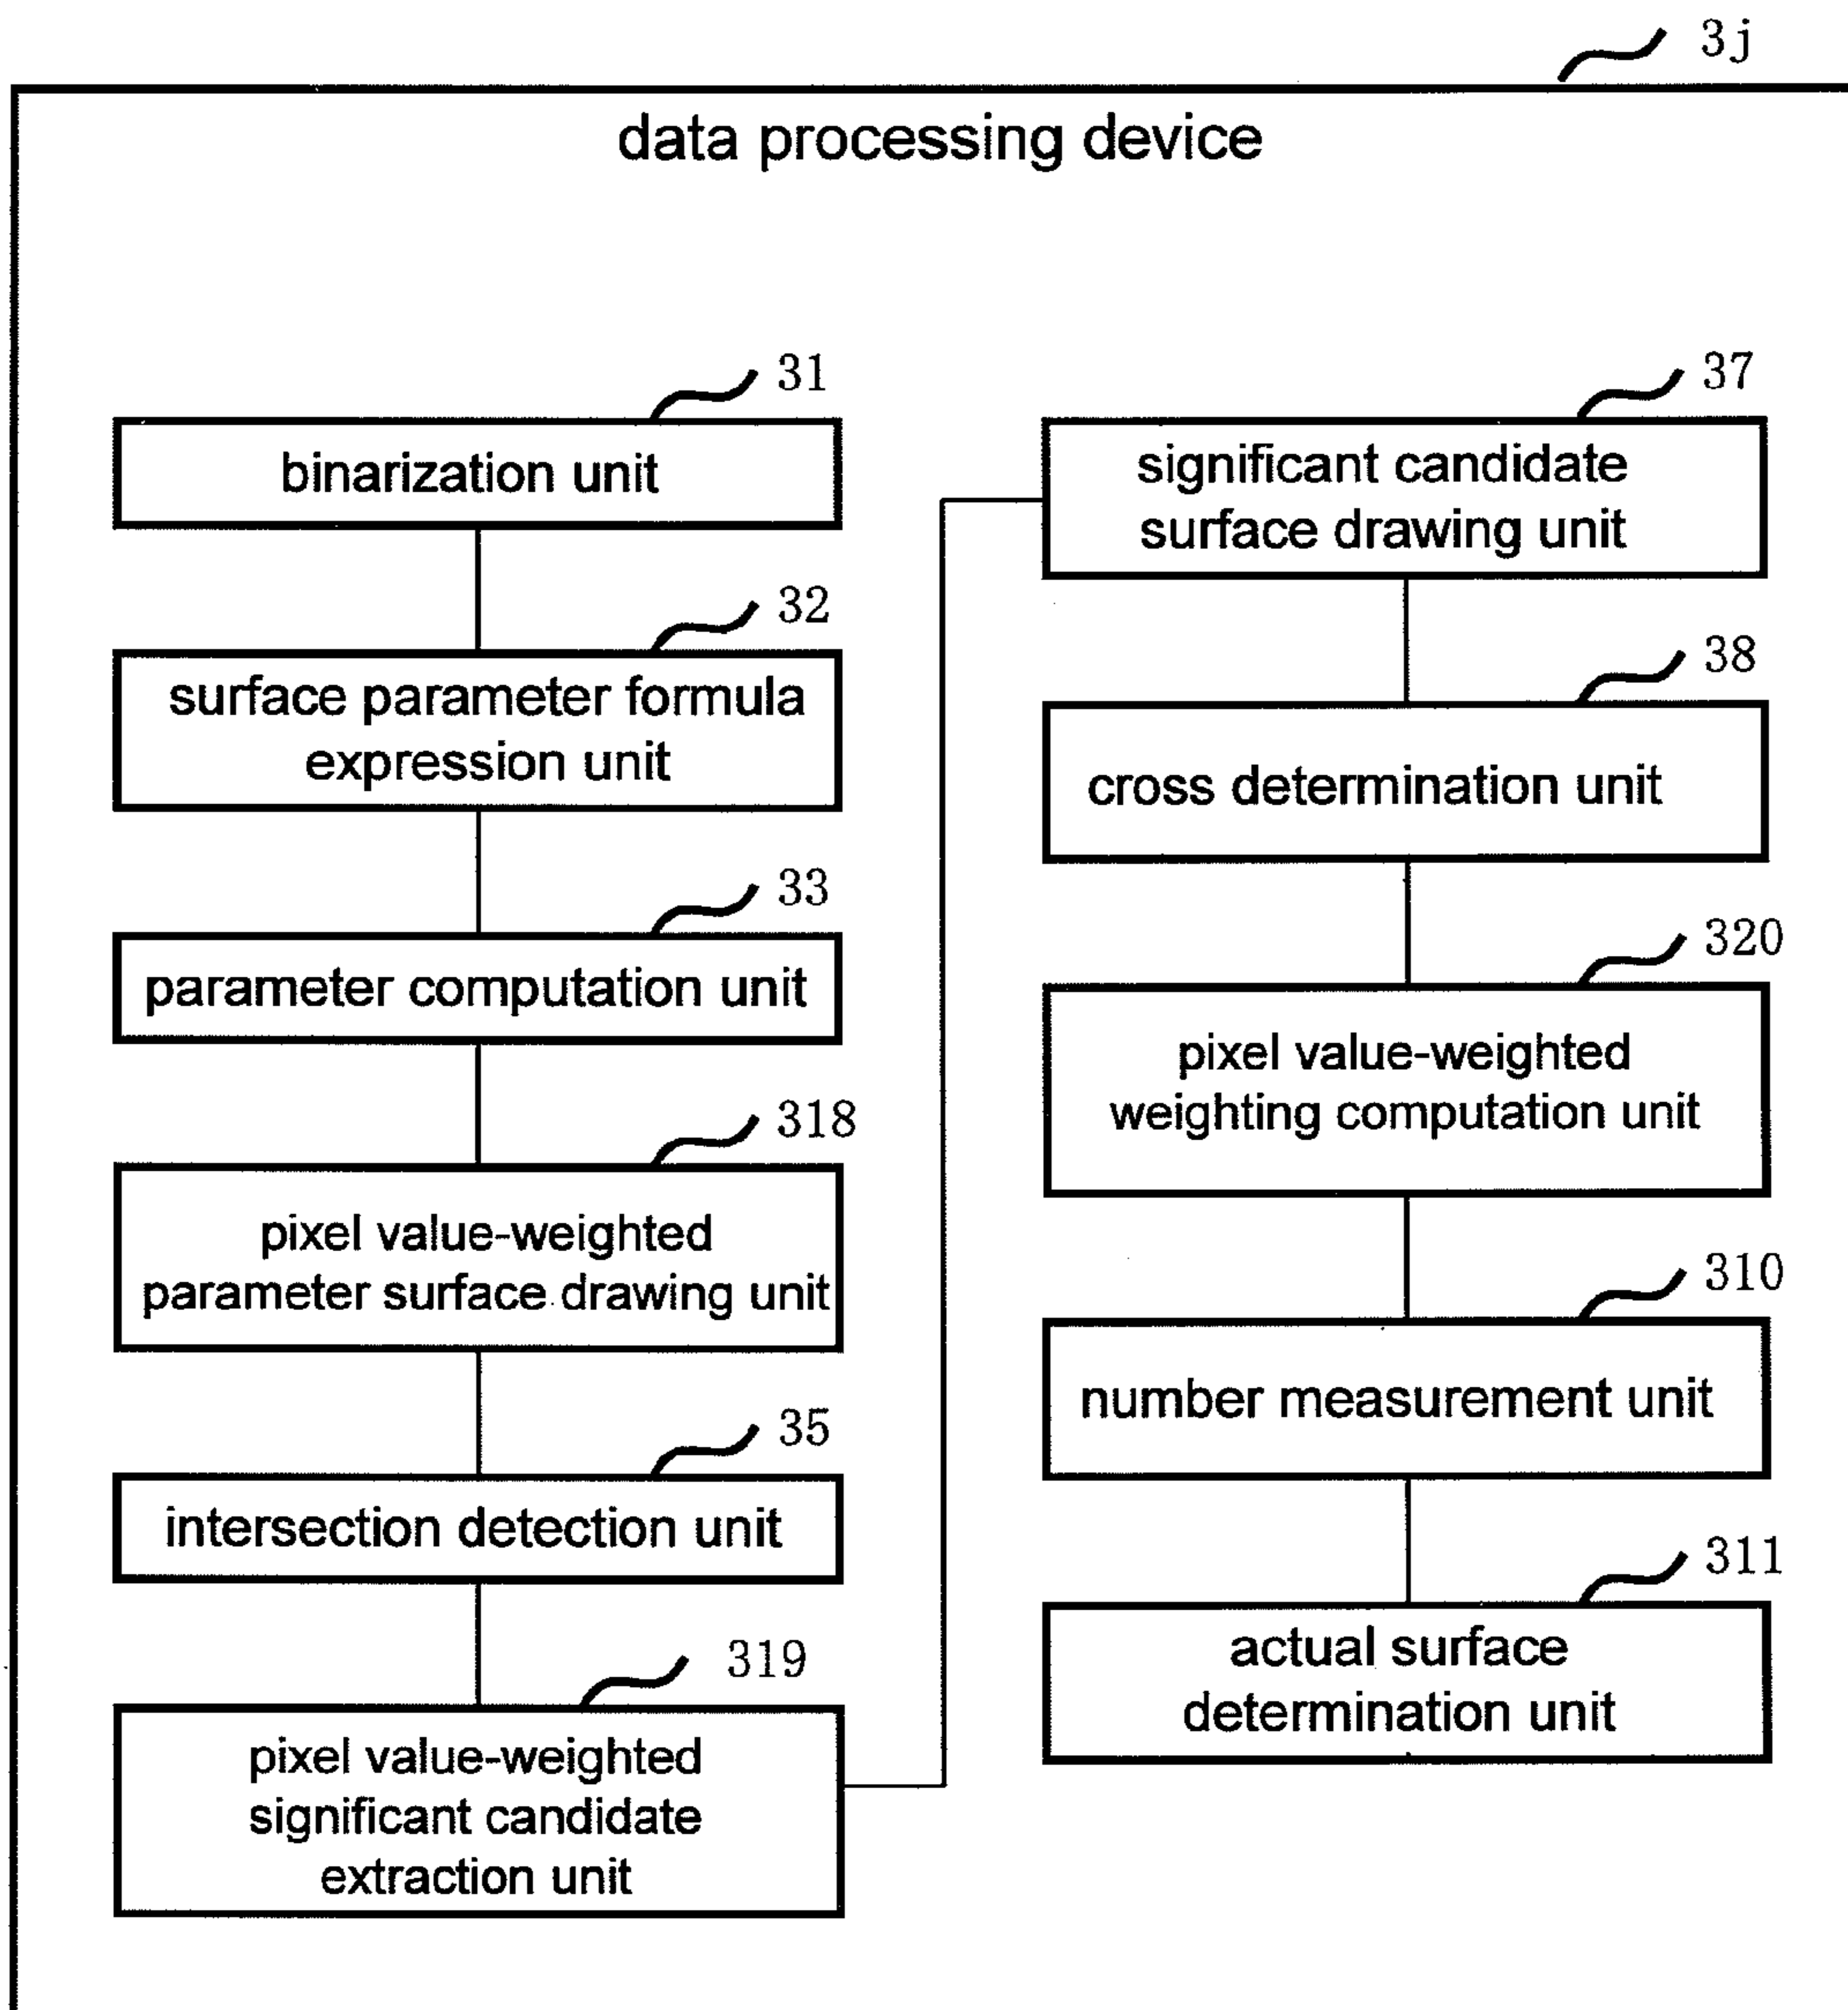 3j
data processing device
31
binarization unit
32
surface parameter formula
expression unit
33
parameter computation unit
318
pixel value-weighted
parameter surface drawing unit
35
intersection detection unit
319
pixel value-weighted
significant candidate
extraction unit
37
significant candidate
surface drawing unit
38
cross determination unit
320
pixel value-weighted
weighting computation unit
310
number measurement unit
311
actual surface
determination unit